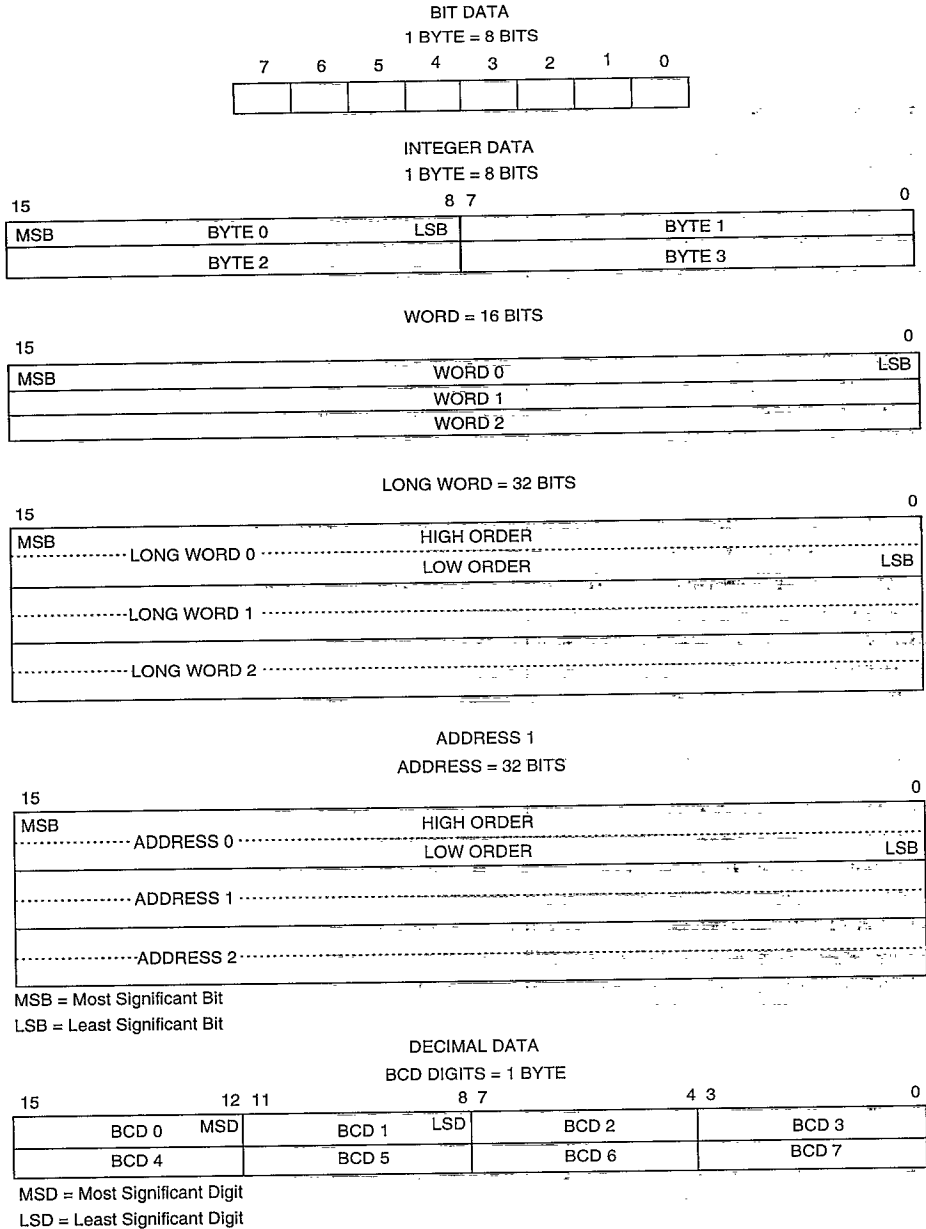 BIT DATA
1 BYTE = 8 BITS
7 6 5 4 3 2 1 0
INTEGER DATA
1 BYTE = 8 BITS
15 8 7 0
MSB BYTE 0 LSB BYTE 1
BYTE 2 BYTE 3
WORD = 16 BITS
15 0
MSB WORD 0 LSB
WORD 1
WORD 2
LONG WORD = 32 BITS
15 0
MSB HIGH ORDER
LONG WORD 0
LOW ORDER LSB
LONG WORD 1
LONG WORD 2
ADDRESS 1
ADDRESS = 32 BITS
15 0
MSB HIGH ORDER
ADDRESS 0
LOW ORDER LSB
ADDRESS 1
ADDRESS 2
MSB = Most Significant Bit
LSB = Least Significant Bit
DECIMAL DATA
BCD DIGITS = 1 BYTE
15 12 11 8 7 4 3 0
BCD 0 MSD BCD 1 LSD BCD 2 BCD 3
BCD 4 BCD 5 BCD 6 BCD 7
MSD = Most Significant Digit
LSD = Least Significant Digit